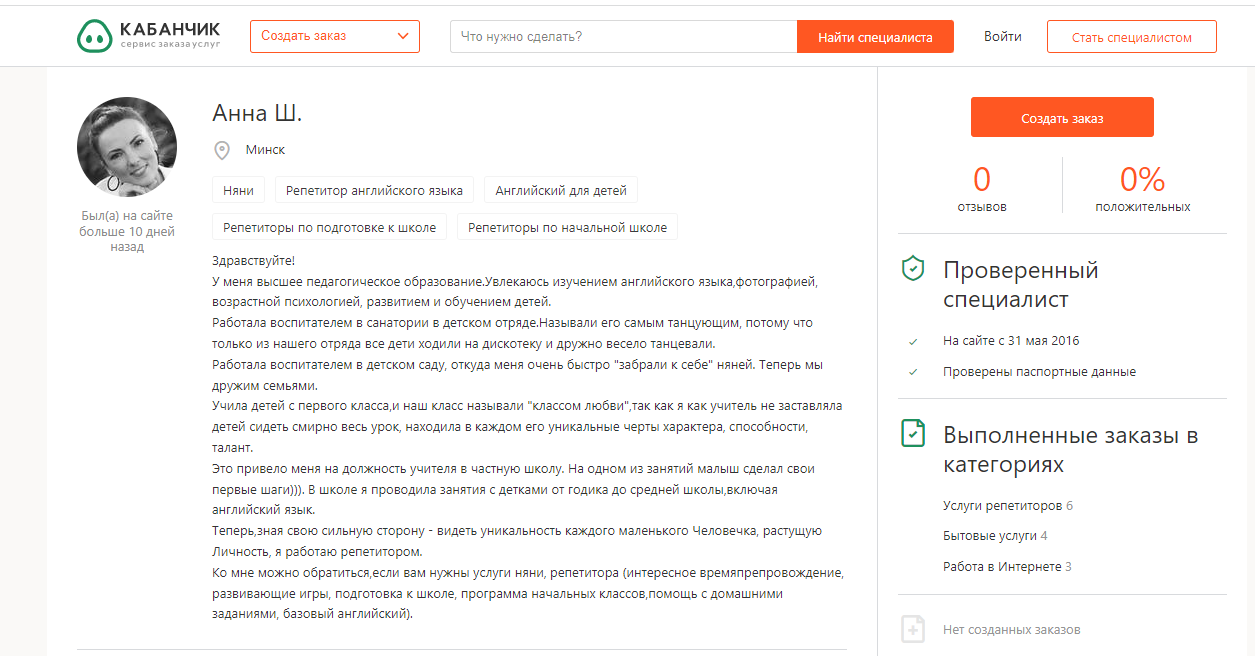 КАБАНЧИК
сервис заказа услуг
Создать заказ
Что нужно сделать?
Найти специалиста
Войти
Стать специалистом
Анна Ш.
Минск
Няни
Репетитор английского языка
Английский для детей
Репетиторы по подготовке к школе
Репетиторы по начальной школе
Был(а) на сайте
больше 10 дней
назад
Здравствуйте!
У меня высшее педагогическое образование.Увлекаюсь изучением английского языка,фотографией,
возрастной психологией, развитием и обучением детей.
Работала воспитателем в санатории в детском отряде.Называли его самым танцующим, потому что
только из нашего отряда все дети ходили на дискотеку и дружно весело танцевали.
Работала воспитателем в детском саду, откуда меня очень быстро "забрали к себе" няней. Теперь мы
дружим семьями.
Учила детей с первого класса,и наш класс называли "классом любви",так как я как учитель не заставляла
детей сидеть смирно весь урок, находила в каждом его уникальные черты характера, способности,
талант.
Это привело меня на должность учителя в частную школу. На одном из занятий малыш сделал свои
первые шаги))). В школе я проводила занятия с детками от годика до средней школы,включая
английский язык.
Теперь,зная свою сильную сторону - видеть уникальность каждого маленького Человечка, растущую
Личность, я работаю репетитором.
Ко мне можно обратиться,если вам нужны услуги няни, репетитора (интересное времяпрепровождение,
развивающие игры, подготовка к школе, программа начальных классов,помощь с домашними
заданиями, базовый английский).
Создать заказ
0
отзывов
0%
положительных
Проверенный
специалист
На сайте с 31 мая 2016
Проверены паспортные данные
Выполненные заказы в
категориях
Услуги репетиторов 6
Бытовые услуги 4
Работа в Интернете 3
Нет созданных заказов